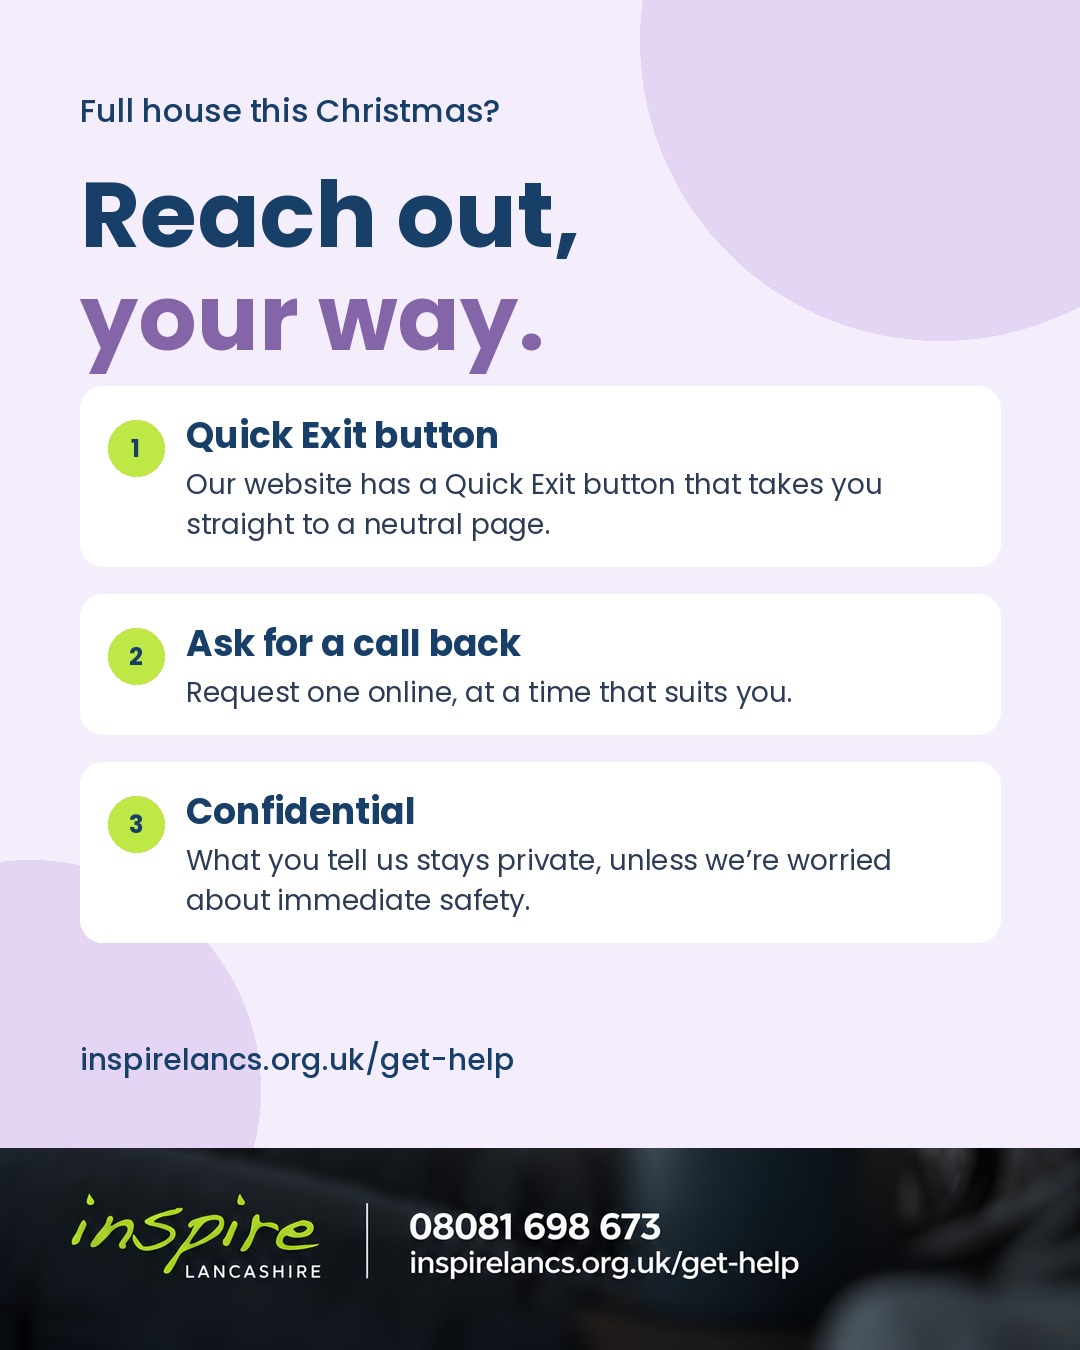 Full house this Christmas?
Reach out,
your way.
1
Quick Exit button
Our website has a Quick Exit button that takes you
straight to a neutral page.
2
Ask for a call back
Request one online, at a time that suits you.
3
Confidential
What you tell us stays private, unless we’re worried
about immediate safety.
inspirelancs.org.uk/get-help
inspire
LANCASHIRE
08081 698 673
inspirelancs.org.uk/get-help